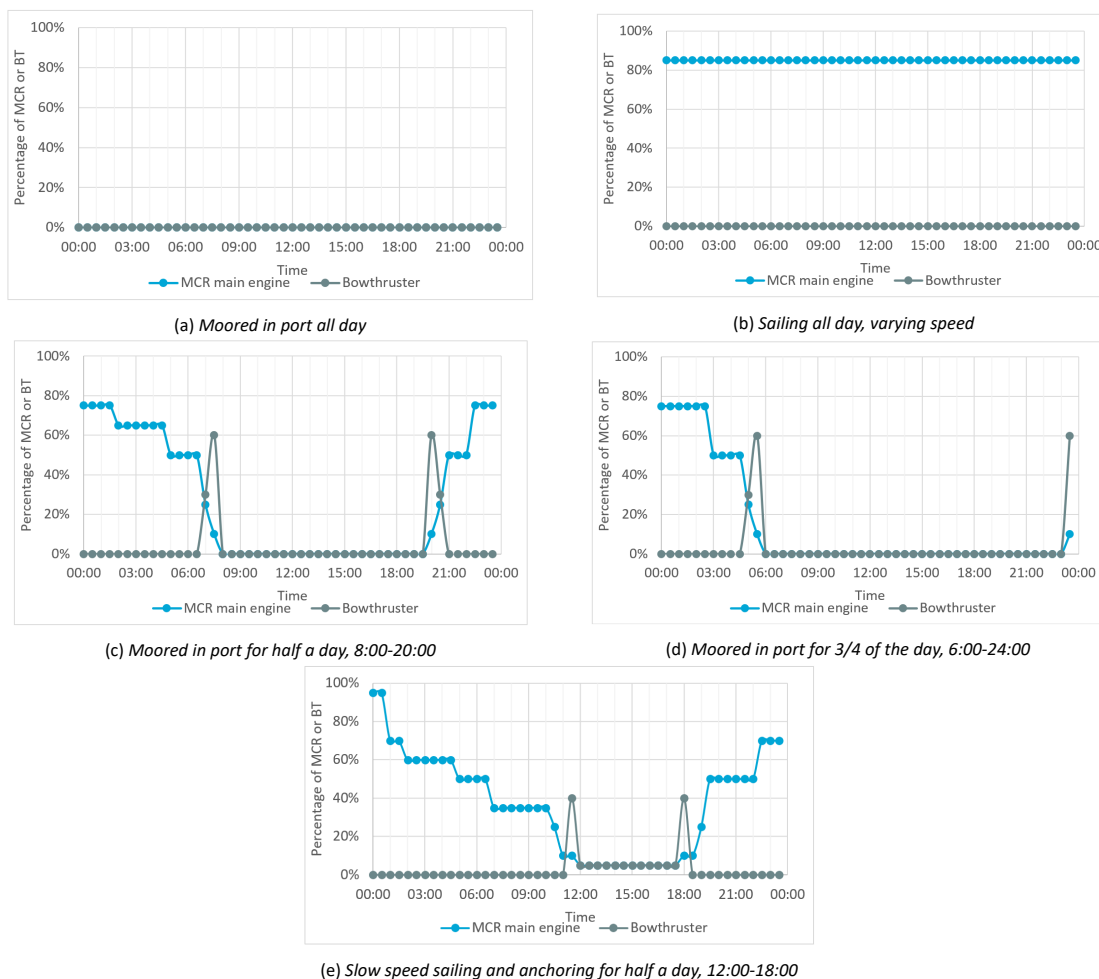 100%
80%
60%
40%
20%
0%
Percentage of MCR or BT
00:00 03:00 06:00 09:00 12:00 15:00 18:00 21:00 00:00
Time
MCR main engine Bowthruster
(a) Moored in port all day
100%
80%
60%
40%
20%
0%
Percentage of MCR or BT
00:00 03:00 06:00 09:00 12:00 15:00 18:00 21:00 00:00
Time
MCR main engine Bowthruster
(b) Sailing all day, varying speed
100%
80%
60%
40%
20%
0%
Percentage of MCR or BT
00:00 03:00 06:00 09:00 12:00 15:00 18:00 21:00 00:00
Time
MCR main engine Bowthruster
(c) Moored in port for half a day, 8:00-20:00
100%
80%
60%
40%
20%
0%
Percentage of MCR or BT
00:00 03:00 06:00 09:00 12:00 15:00 18:00 21:00 00:00
Time
MCR main engine Bowthruster
(d) Moored in port for 3/4 of the day, 6:00-24:00
100%
80%
60%
40%
20%
0%
Percentage of MCR or BT
00:00 03:00 06:00 09:00 12:00 15:00 18:00 21:00 00:00
Time
MCR main engine Bowthruster
(e) Slow speed sailing and anchoring for half a day, 12:00-18:00